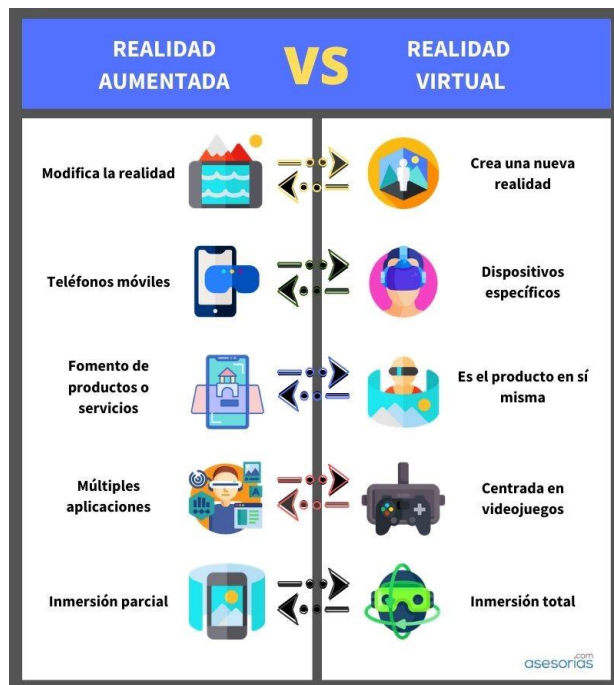 REALIDAD
AUMENTADA
VS
REALIDAD
VIRTUAL
Modifica la realidad
Crea una nueva
realidad
Teléfonos móviles
Dispositivos
específicos
Fomento de
productos o
servicios
Es el producto en sí
misma
Múltiples
aplicaciones
A
Centrada en
videojuegos
Inmersión parcial
Inmersión total
.com
asesorías